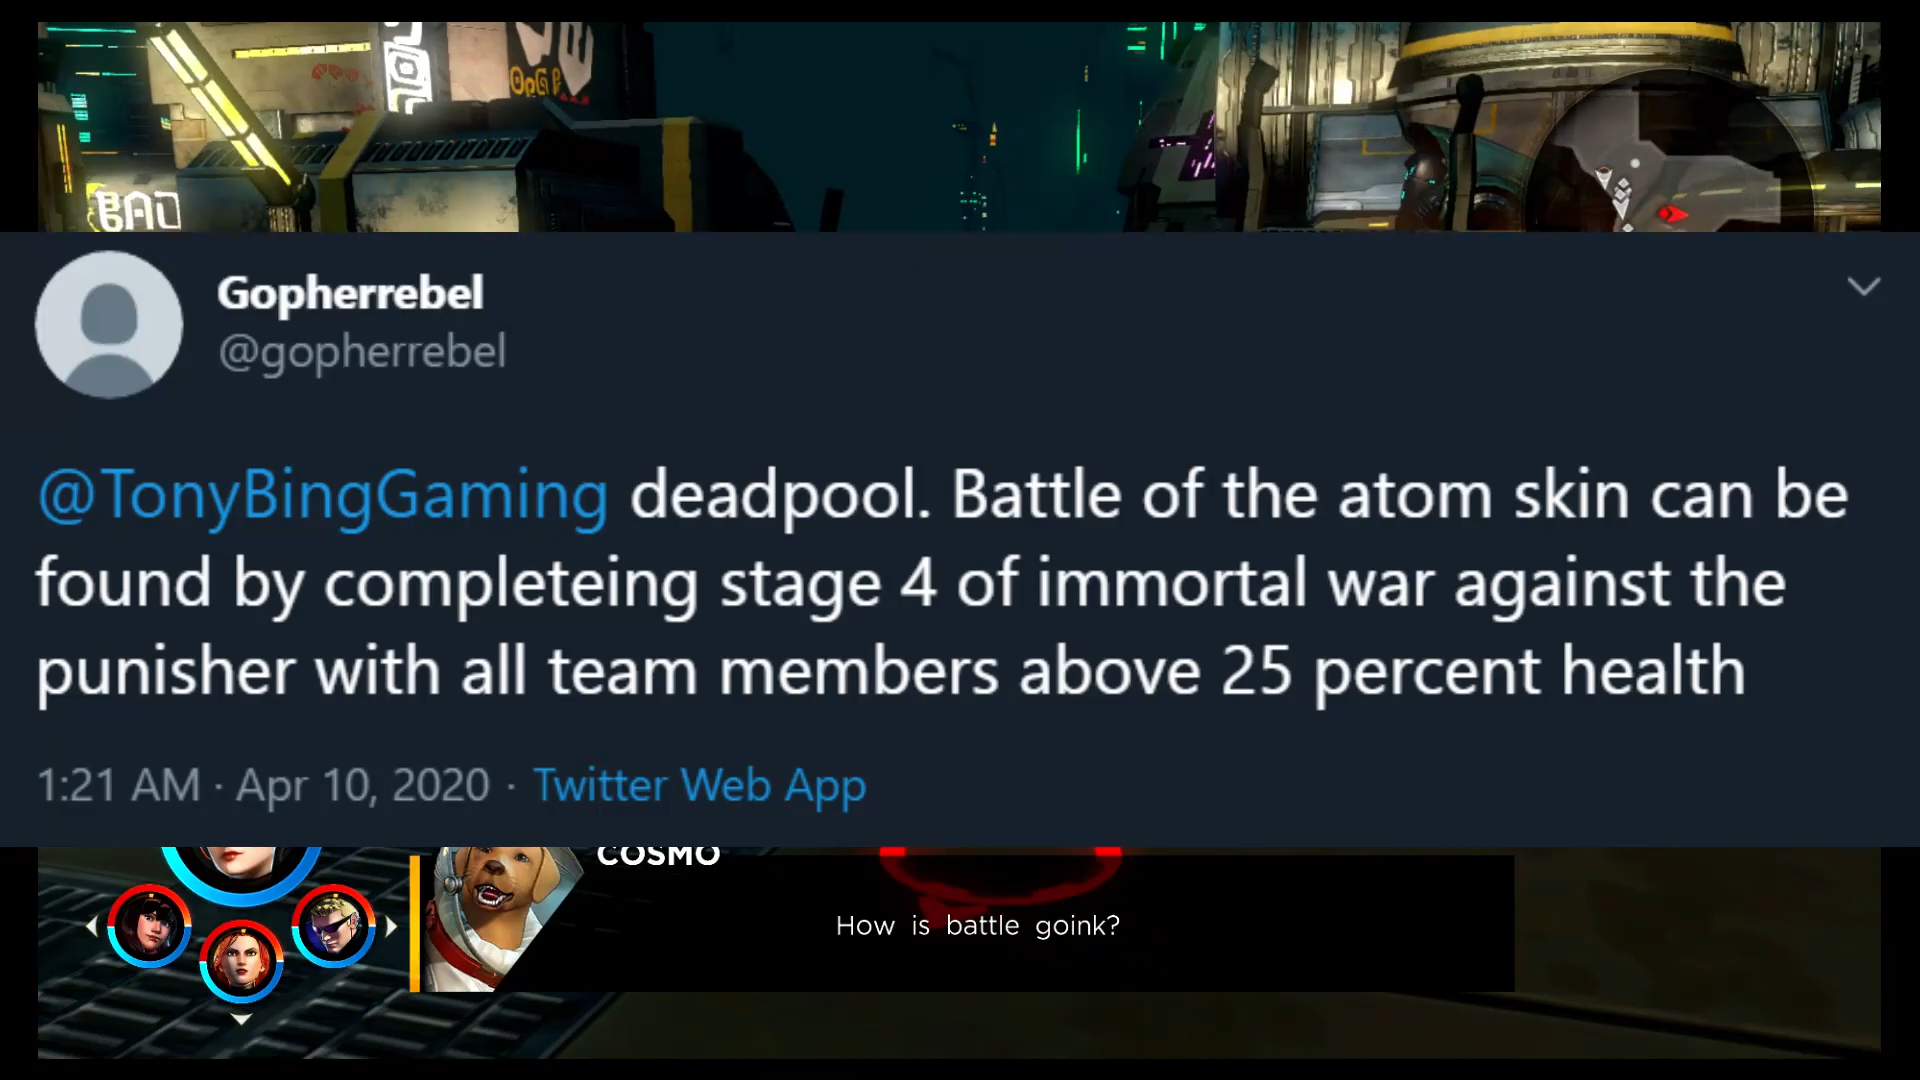 BAD
Gopherrebel
@gopherrebel
@TonyBingGaming deadpool. Battle of the atom skin can be
found by completeing stage 4 of immortal war against the
punisher with all team members above 25 percent health
1:21 AM · Apr 10, 2020 · Twitter Web App
COSMO
How is battle goink?